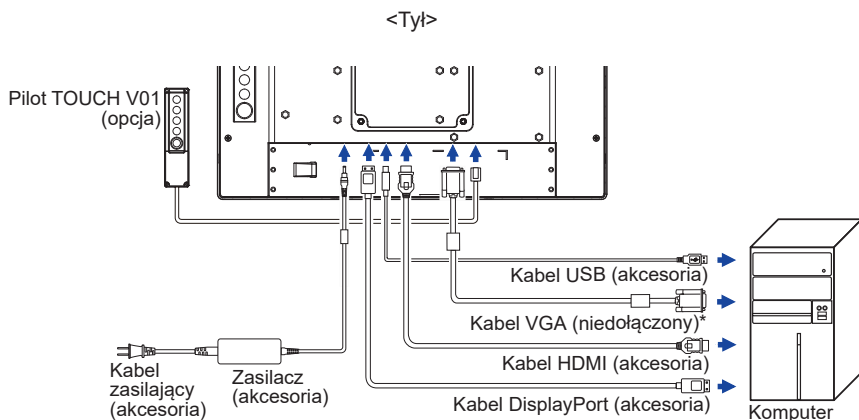 <Tył>
Pilot TOUCH V01
(opcja)
Kabel USB (akcesoria)
Kabel VGA (niedołączony)*
Kabel HDMI (akcesoria)
Kabel DisplayPort (akcesoria)
Kabel
zasilający
(akcesoria)
Zasilacz
(akcesoria)
Komputer